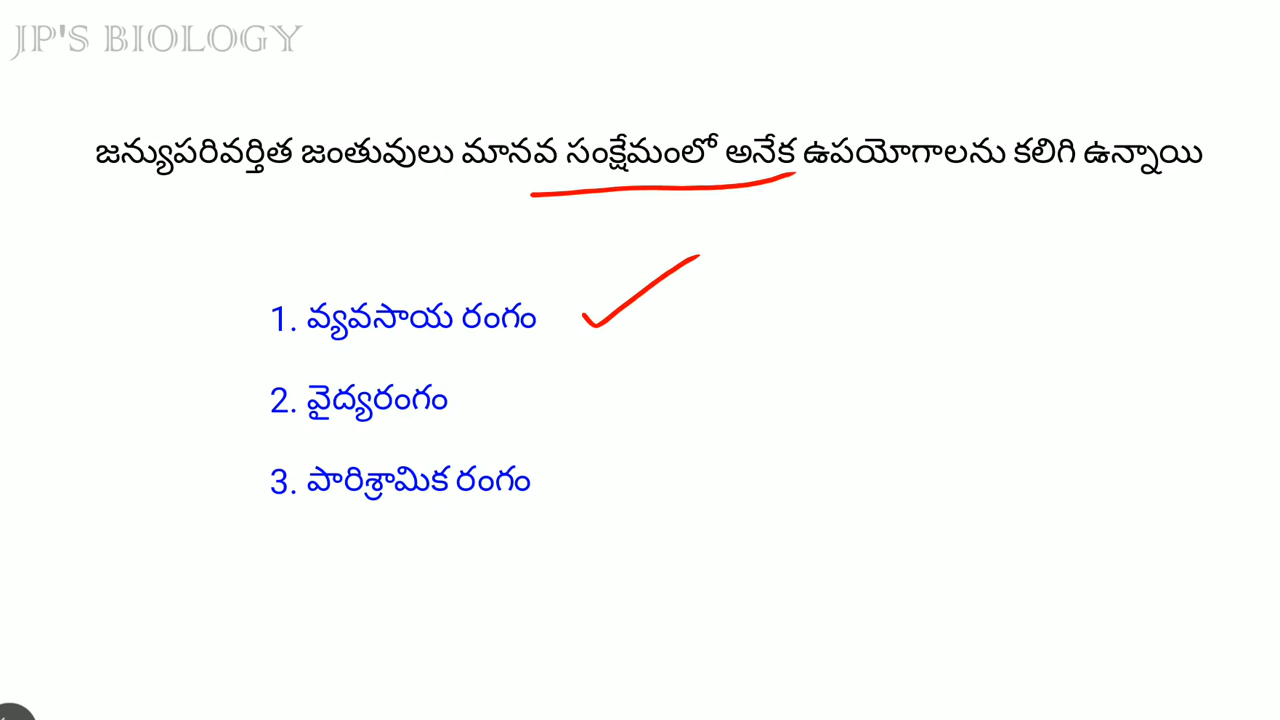 JP'S BIOLOGY
జన్యుపరివర్తిత జంతువులు మానవ సంక్షేమంలో అనేక ఉపయోగాలను కలిగి ఉన్నాయి
1. వ్యవసాయ రంగం
2. వైద్యరంగం
3. పారిశ్రామిక రంగం